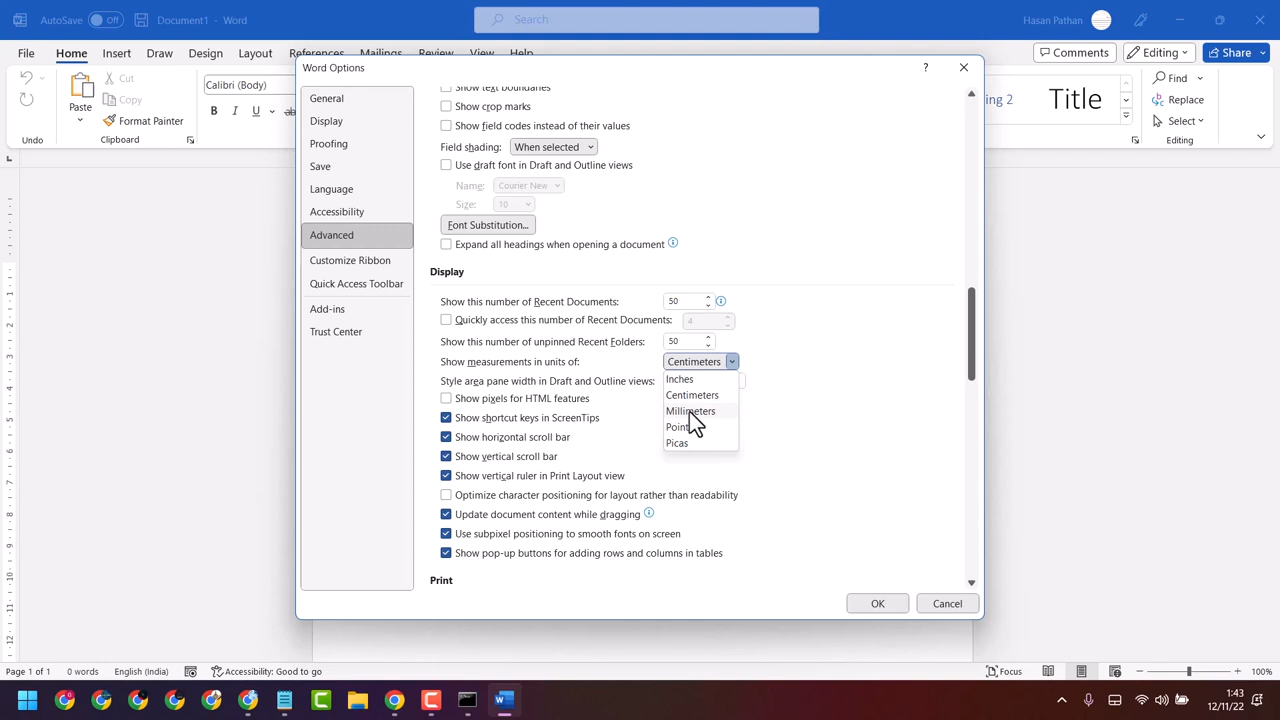 AutoSave Off Document1 - Word Search Hasan Pathan
File Home Insert Draw Design Layout References Mailings Review View Help Comments Editing Share
Cut
Copy
Format Painter
Paste
Undo
Clipboard
Calibri (Body)
B I U ab
Title
Find
Replace
Select
Editing
Word Options
?
General
Display
Proofing
Save
Language
Accessibility
Advanced
Customize Ribbon
Quick Access Toolbar
Add-ins
Trust Center
Show text boundaries
Show crop marks
Show field codes instead of their values
Field shading: When selected
Use draft font in Draft and Outline views
Name: Courier New
Size: 10
Font Substitution...
Expand all headings when opening a document
Display
Show this number of Recent Documents: 50
Quickly access this number of Recent Documents: 4
Show this number of unpinned Recent Folders: 50
Show measurements in units of: Centimeters
Inches
Centimeters
Millimeters
Picas
Style area pane width in Draft and Outline views:
Show pixels for HTML features
Show shortcut keys in ScreenTips
Show horizontal scroll bar
Show vertical scroll bar
Show vertical ruler in Print Layout view
Optimize character positioning for layout rather than readability
Update document content while dragging
Use subpixel positioning to smooth fonts on screen
Show pop-up buttons for adding rows and columns in tables
Print
OK Cancel
Page 1 of 1 0 words English (India) Accessibility: Good to go Focus 100%
1:43
12/11/22